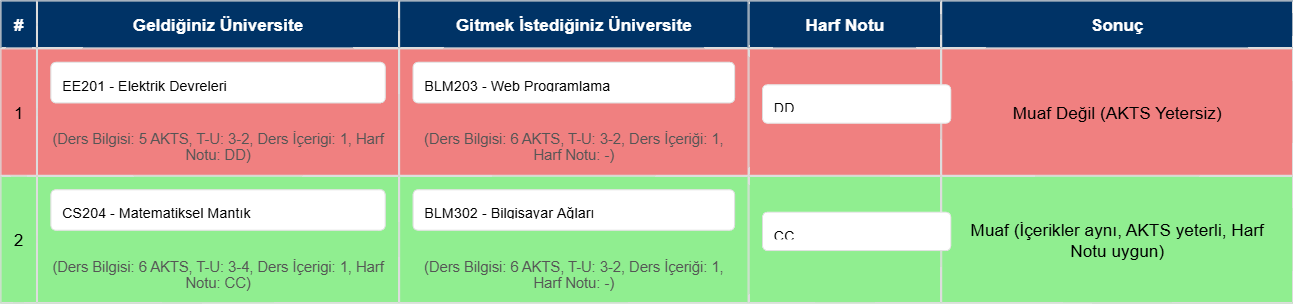 # Geldiğiniz Üniversite Gitmek İstediğiniz Üniversite Harf Notu Sonuç
1
EE201 - Elektrik Devreleri
(Ders Bilgisi: 5 AKTS, T-U: 3-2, Ders İçerigi: 1, Harf
Notu: DD)
BLM203 - Web Programlama
(Ders Bilgisi: 6 AKTS, T-U: 3-2, Ders İçeriği: 1,
Harf Notu: -)
DD
Muaf Değil (AKTS Yetersiz)
2
CS204 - Matematiksel Mantık
(Ders Bilgisi: 6 AKTS, T-U: 3-4, Ders İçerigi: 1, Harf
Notu: CC)
BLM302 - Bilgisayar Ağları
(Ders Bilgisi: 6 AKTS, T-U: 3-2, Ders İçeriği: 1,
Harf Notu: -)
CC
Muaf (İçerikler aynı, AKTS yeterli, Harf
Notu uygun)